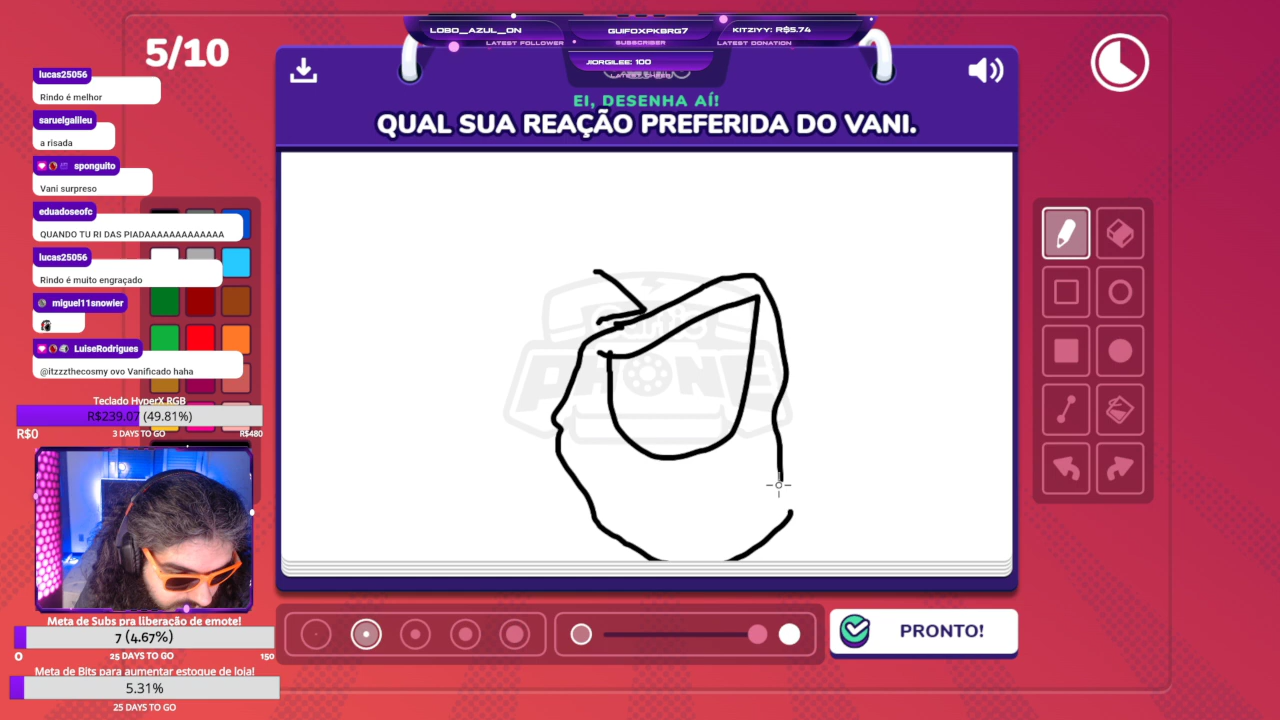 LOBO__AZUL_ON
LATEST FOLLOWER
GUIFOXPKBRG7
SUBSCRIBER
KITZIYY: R$5.74
LATEST DONATION
JIORGILEE: 100
5/10
EI, DESENHA AÍ!
QUAL SUA REAÇÃO PREFERIDA DO VANI.
lucas25056
Rindo é melhor
saruelgalileu
a risada
sponguito
Vani surpreso
eduadoseofc
QUANDO TU RI DAS PIADAAAAAAAAAAAAA
lucas25056
Rindo é muito engraçado
miguel11snowier
LuiseRodrigues
@itzzzthecosmy ovo Vanificado haha
Teclado HyperX RGB
R$239.07 (49.81%)
R$0
3 DAYS TO GO
R$480
Meta de Subs pra liberação de emote!
7 (4.67%)
0
25 DAYS TO GO
150
Meta de Bits para aumentar estoque de loja!
5.31%
25 DAYS TO GO
PHONE
PRONTO!